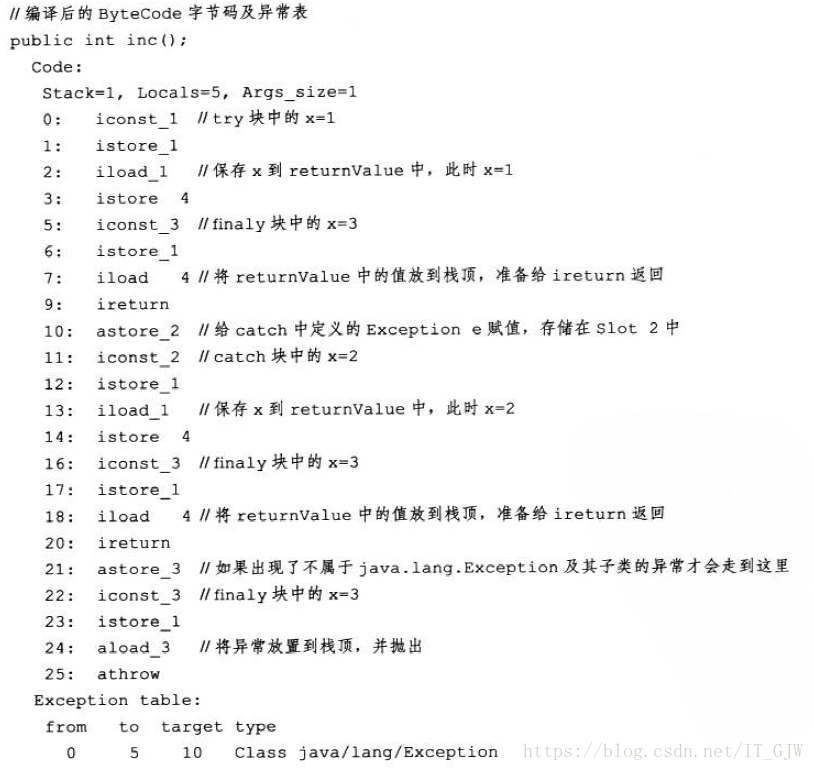 //编译后的 ByteCode 字节码及异常表
public int inc();
Code:
Stack=1, Locals=5, Args_size=1
0: iconst_1 //try 块中的 x=1
1: istore_1
2: iload_1 //保存 x 到 returnValue 中，此时 x=1
3: istore 4
5: iconst_3 //finaly 块中的 x=3
6: istore_1
7: iload 4 //将 returnValue 中的值放到栈顶，准备给 ireturn 返回
9: ireturn
10: astore_2 //给 catch 中定义的 Exception e 赋值，存储在 Slot 2 中
11: iconst_2 //catch 块中的 x=2
12: istore_1
13: iload_1 //保存 x 到 returnValue 中，此时 x=2
14: istore 4
16: iconst_3 //finaly 块中的 x=3
17: istore_1
18: iload 4 //将 returnValue 中的值放到栈顶，准备给 ireturn 返回
20: ireturn
21: astore_3 //如果出现了不属于 java.lang.Exception 及其子类的异常才会走到这里
22: iconst_3 //finaly 块中的 x=3
23: istore_1
24: aload_3 //将异常放置到栈顶，并抛出
25: athrow
Exception table:
from to target type
0 5 10 Class java/lang/Exception https://blog.csdn.net/IT_GJW